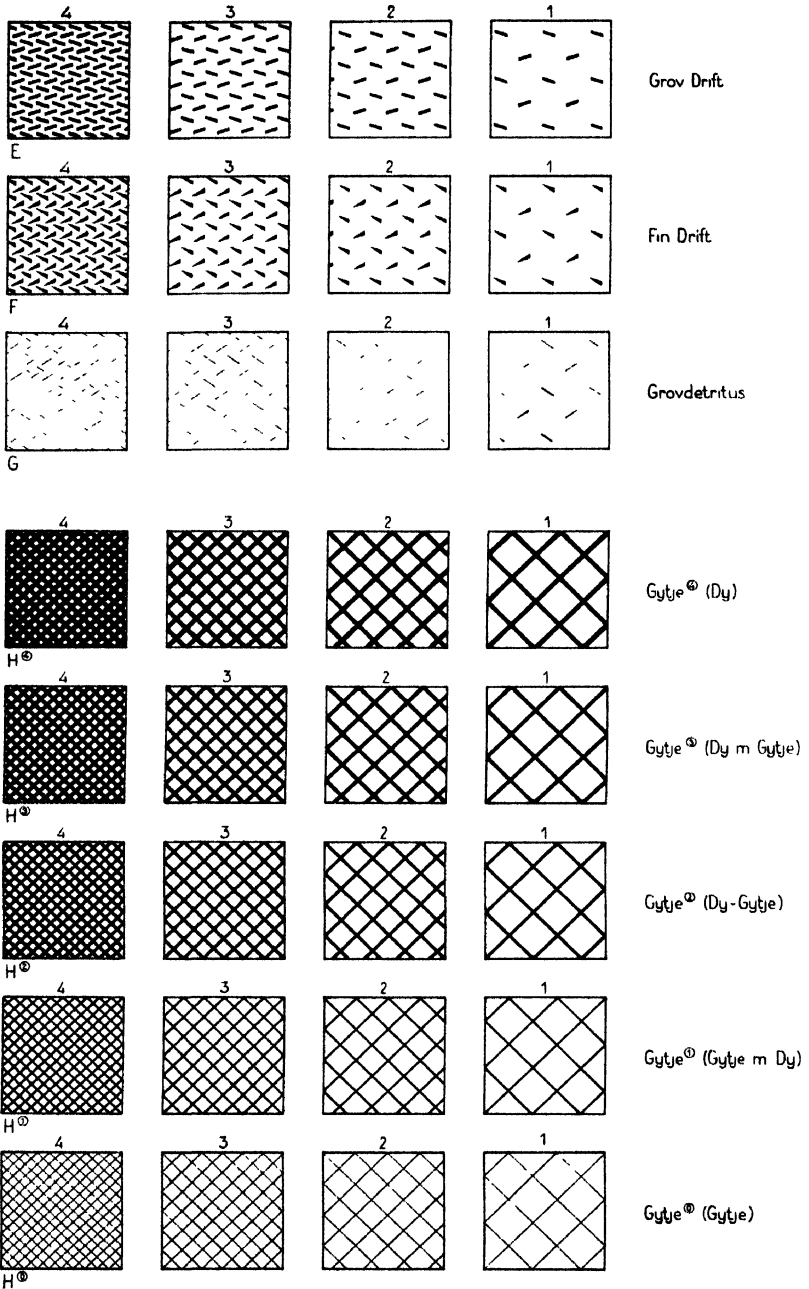 4 3 2 1
Grov Drift
E
4 3 2 1
Fin Drift
F
4 3 2 1
Grovdetritus
G
4 3 2 1
Gytje④ (Dy)
H④
4 3 2 1
Gytje③ (Dy m Gytje)
H③
4 3 2 1
Gytje② (Dy-Gytje)
H②
4 3 2 1
Gytje① (Gytje m Dy)
H①
4 3 2 1
Gytje⓪ (Gytje)
H⓪